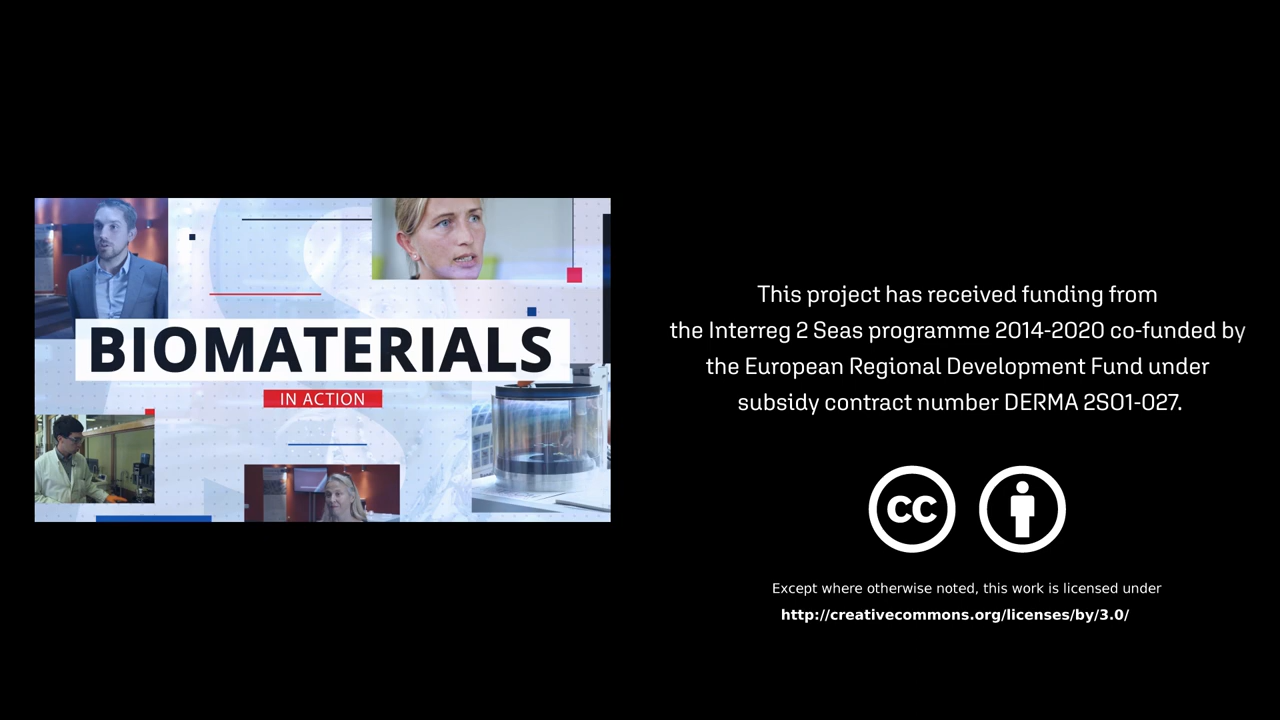 BIOMATERIALS
IN ACTION
This project has received funding from
the Interreg 2 Seas programme 2014-2020 co-funded by
the European Regional Development Fund under
subsidy contract number DERMA 2S01-027.
cc
Except where otherwise noted, this work is licensed under
http://creativecommons.org/licenses/by/3.0/